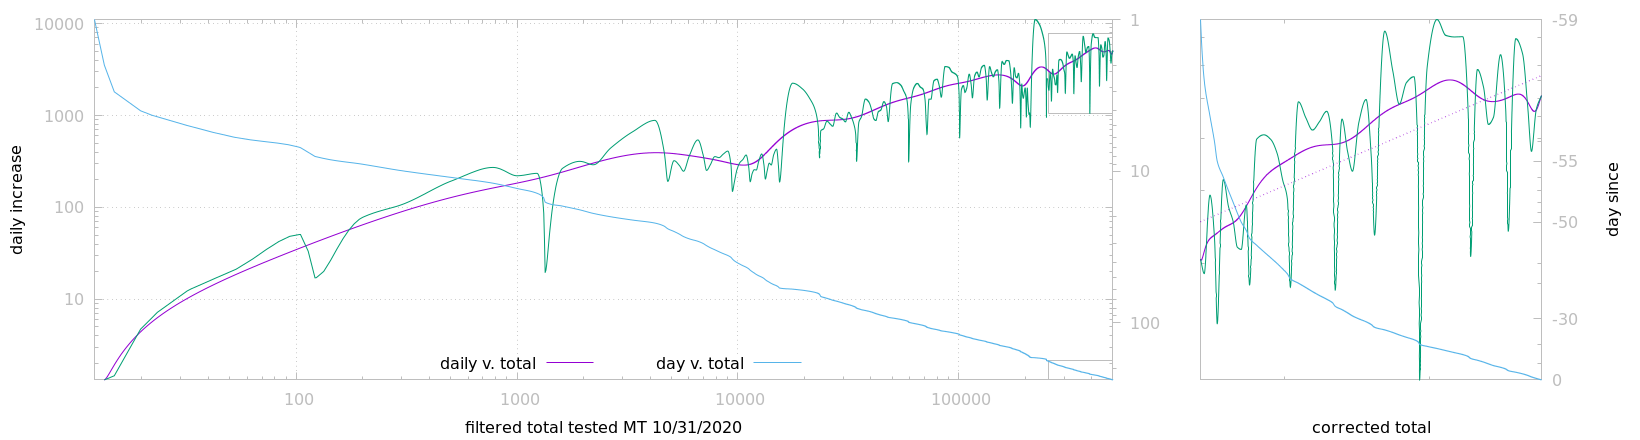 10000
1000
100
10
daily increase
1
10
100
daily v. total
day v. total
100
1000
10000
100000
filtered total tested MT 10/31/2020
-59
-55
-50
-30
0
day since
corrected total